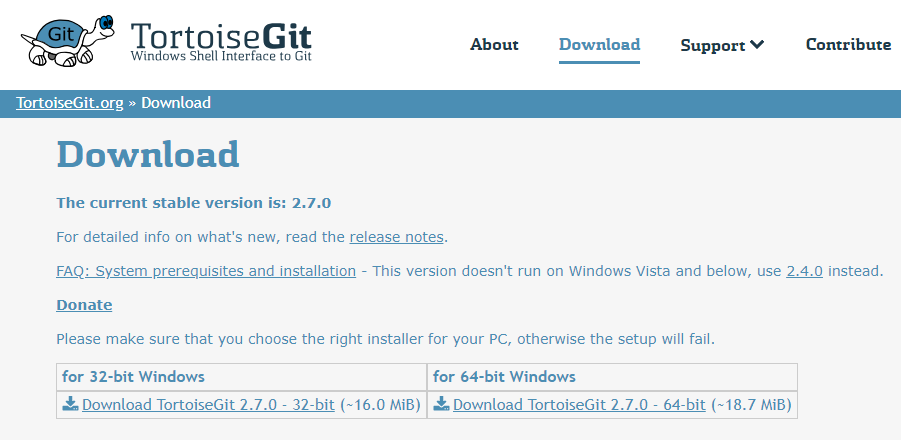 Git
TortoiseGit
Windows Shell Interface to Git
About
Download
Support
Contribute
TortoiseGit.org » Download
Download
The current stable version is: 2.7.0
For detailed info on what's new, read the release notes.
FAQ: System prerequisites and installation - This version doesn't run on Windows Vista and below, use 2.4.0 instead.
Donate
Please make sure that you choose the right installer for your PC, otherwise the setup will fail.
for 32-bit Windows
for 64-bit Windows
Download TortoiseGit 2.7.0 - 32-bit (~16.0 MiB)
Download TortoiseGit 2.7.0 - 64-bit (~18.7 MiB)